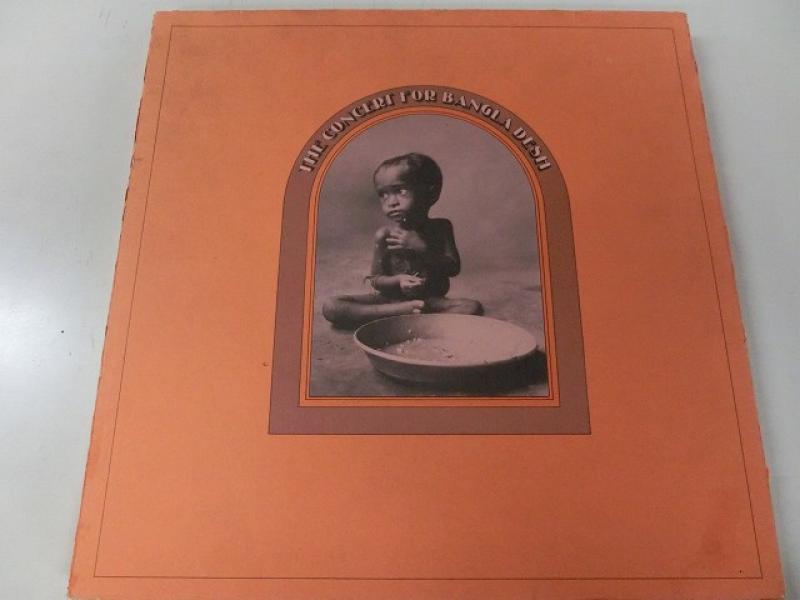 THE CONCERT FOR BANGLA DESH